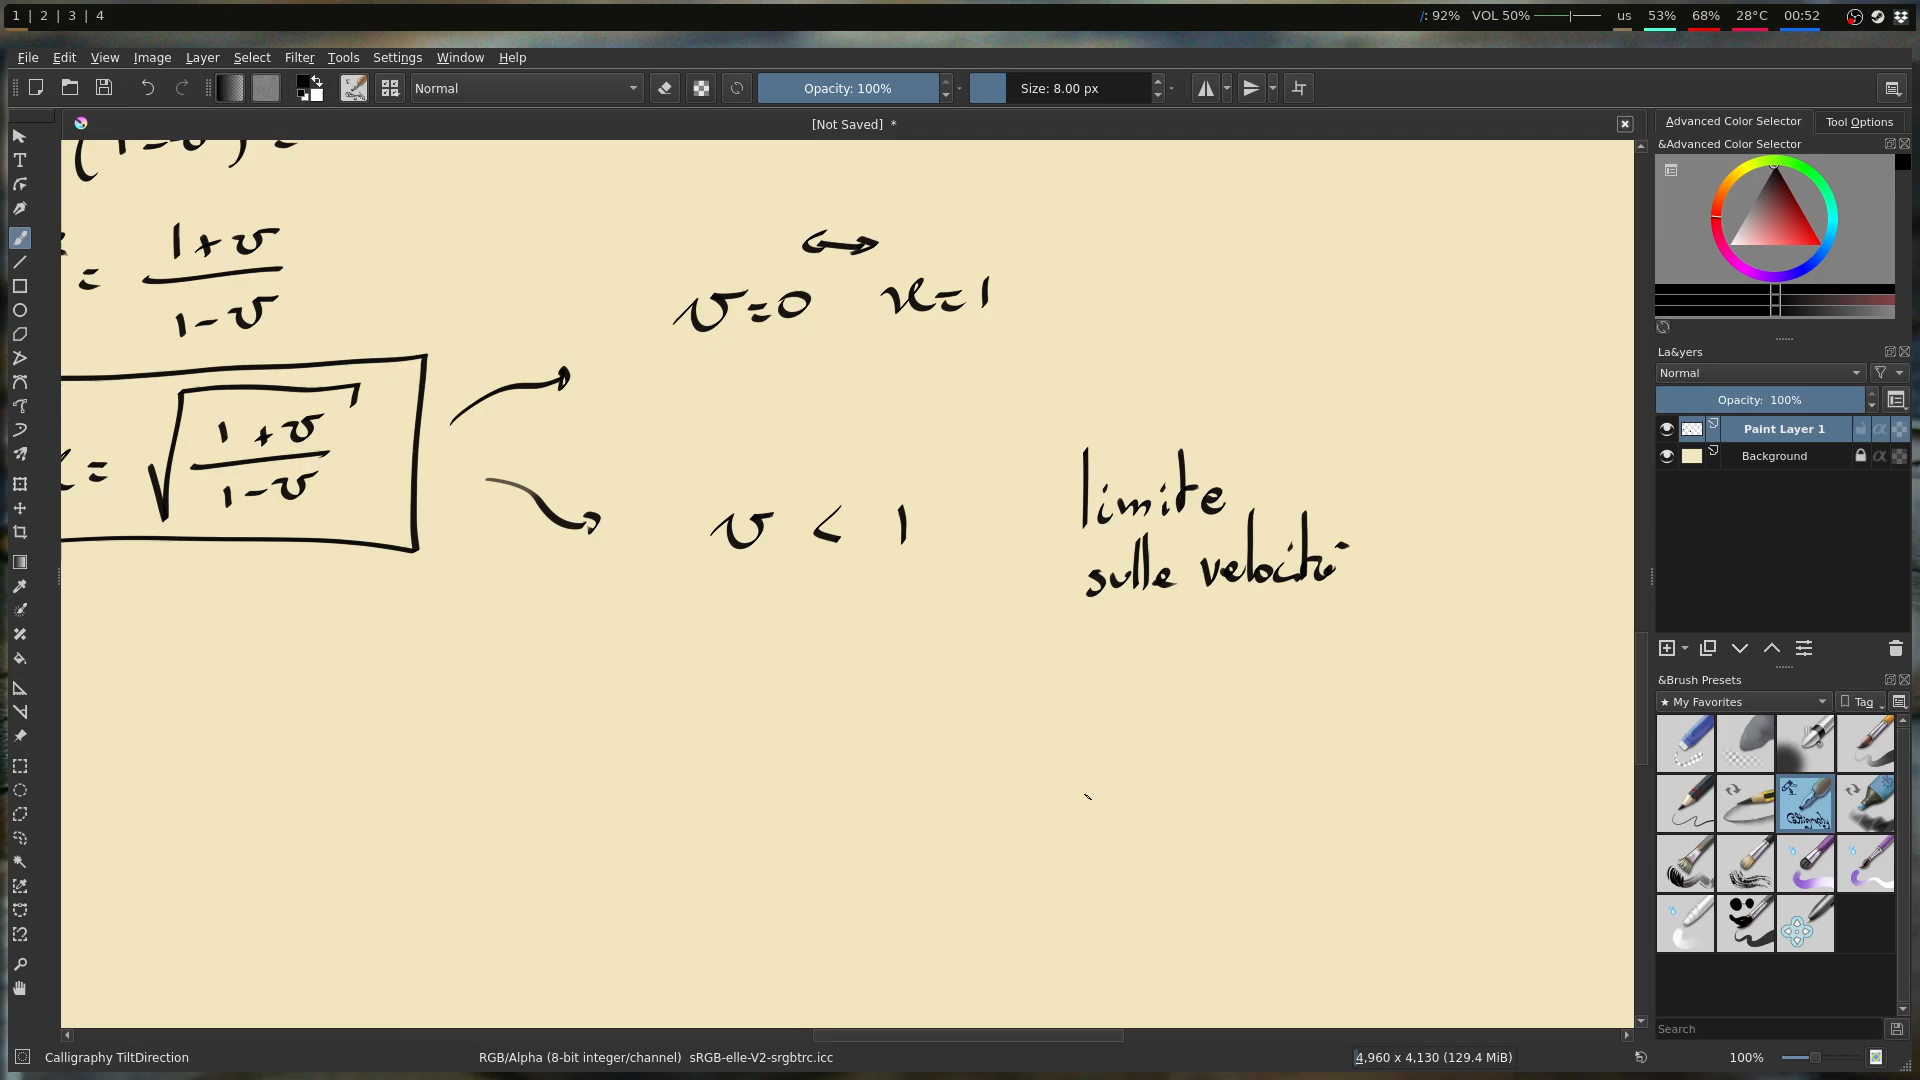 1 | 2 | 3 | 4
/: 92% VOL 50% us 53% 68% 28°C 00:52
File Edit View Image Layer Select Filter Tools Settings Window Help
Normal Opacity: 100% Size: 8.00 px
[Not Saved] *
Advanced Color Selector Tool Options
&Advanced Color Selector
= 1+v
1-v
↔
v=0 x=1
= √ 1+v
1-v
v < 1
limite
sulle velocità
La&yers
Normal
Opacity: 100%
Paint Layer 1
Background
&Brush Presets
★ My Favorites Tag
Calligraphy
Search
Calligraphy TiltDirection RGB/Alpha (8-bit integer/channel) sRGB-elle-V2-srgbtrc.icc 4,960 x 4,130 (129.4 MiB) 100%